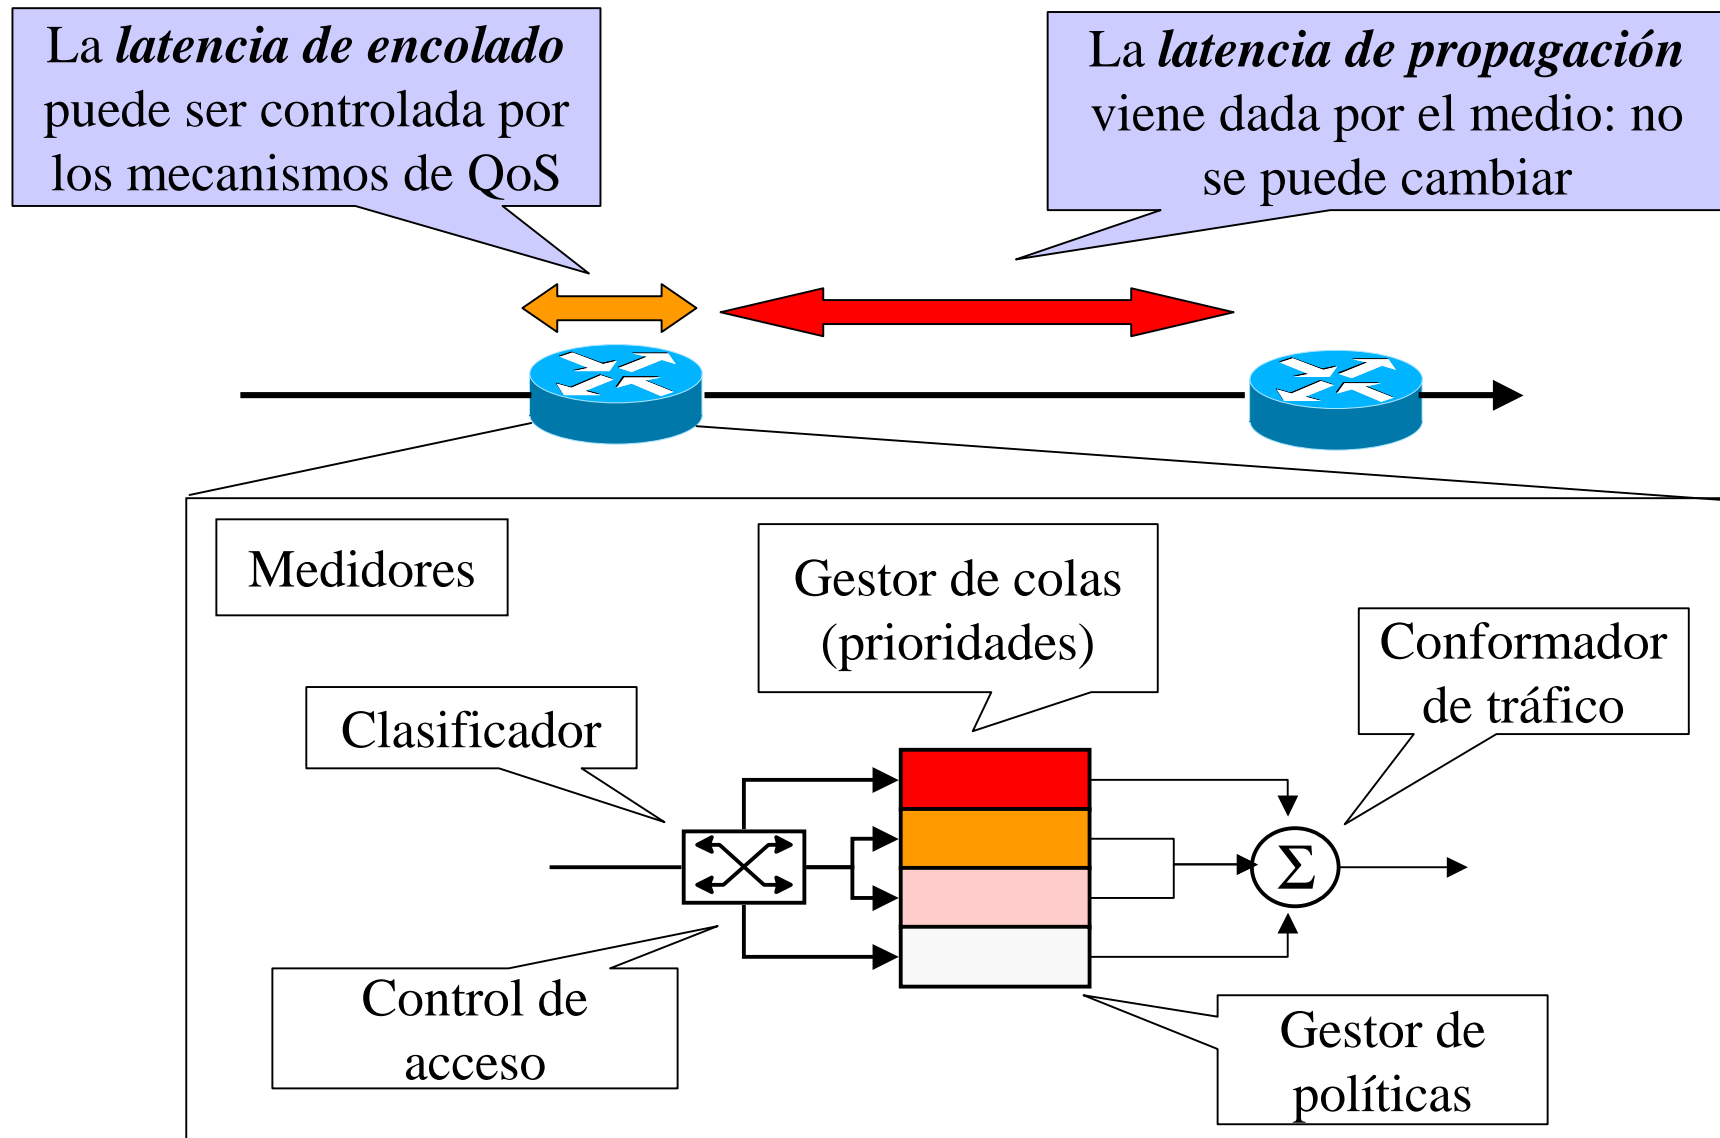 La latencia de encolado
puede ser controlada por
los mecanismos de QoS
La latencia de propagación
viene dada por el medio: no
se puede cambiar
Medidores
Gestor de colas
(prioridades)
Conformador
de tráfico
Clasificador
Σ
Control de
acceso
Gestor de
políticas